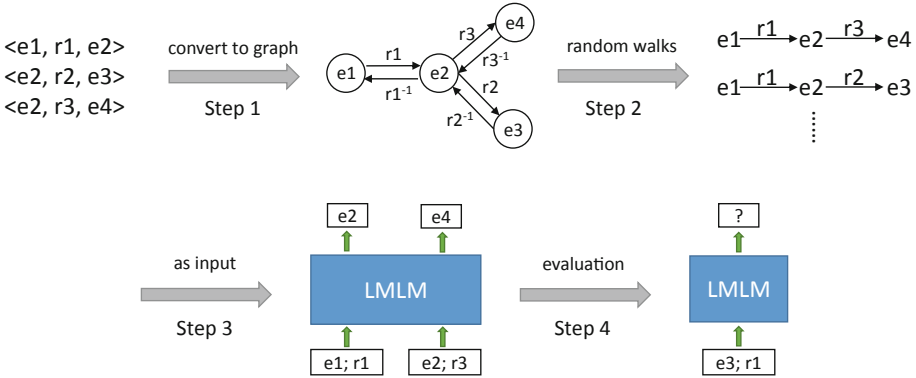 <e1, r1, e2>
<e2, r2, e3>
<e2, r3, e4>
convert to graph
Step 1
e1
r1
r1⁻¹
e2
r3
r3⁻¹
e4
r2
r2⁻¹
e3
random walks
Step 2
e1 r1 e2 r3 e4
e1 r1 e2 r2 e3
......
as input
Step 3
e2 e4
LMLM
e1; r1 e2; r3
evaluation
Step 4
?
LMLM
e3; r1